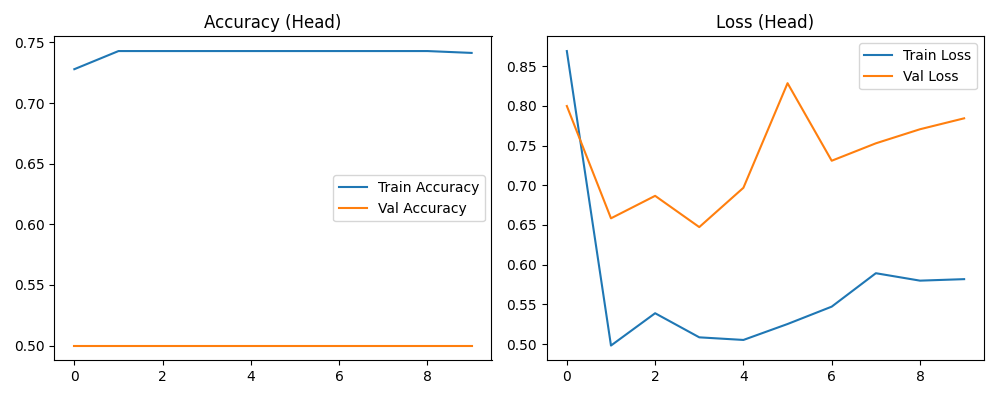 Accuracy (Head)
0.75
0.70
0.65
0.60
0.55
0.50
0 2 4 6 8
Train Accuracy
Val Accuracy
Loss (Head)
0.85
0.80
0.75
0.70
0.65
0.60
0.55
0.50
0 2 4 6 8
Train Loss
Val Loss